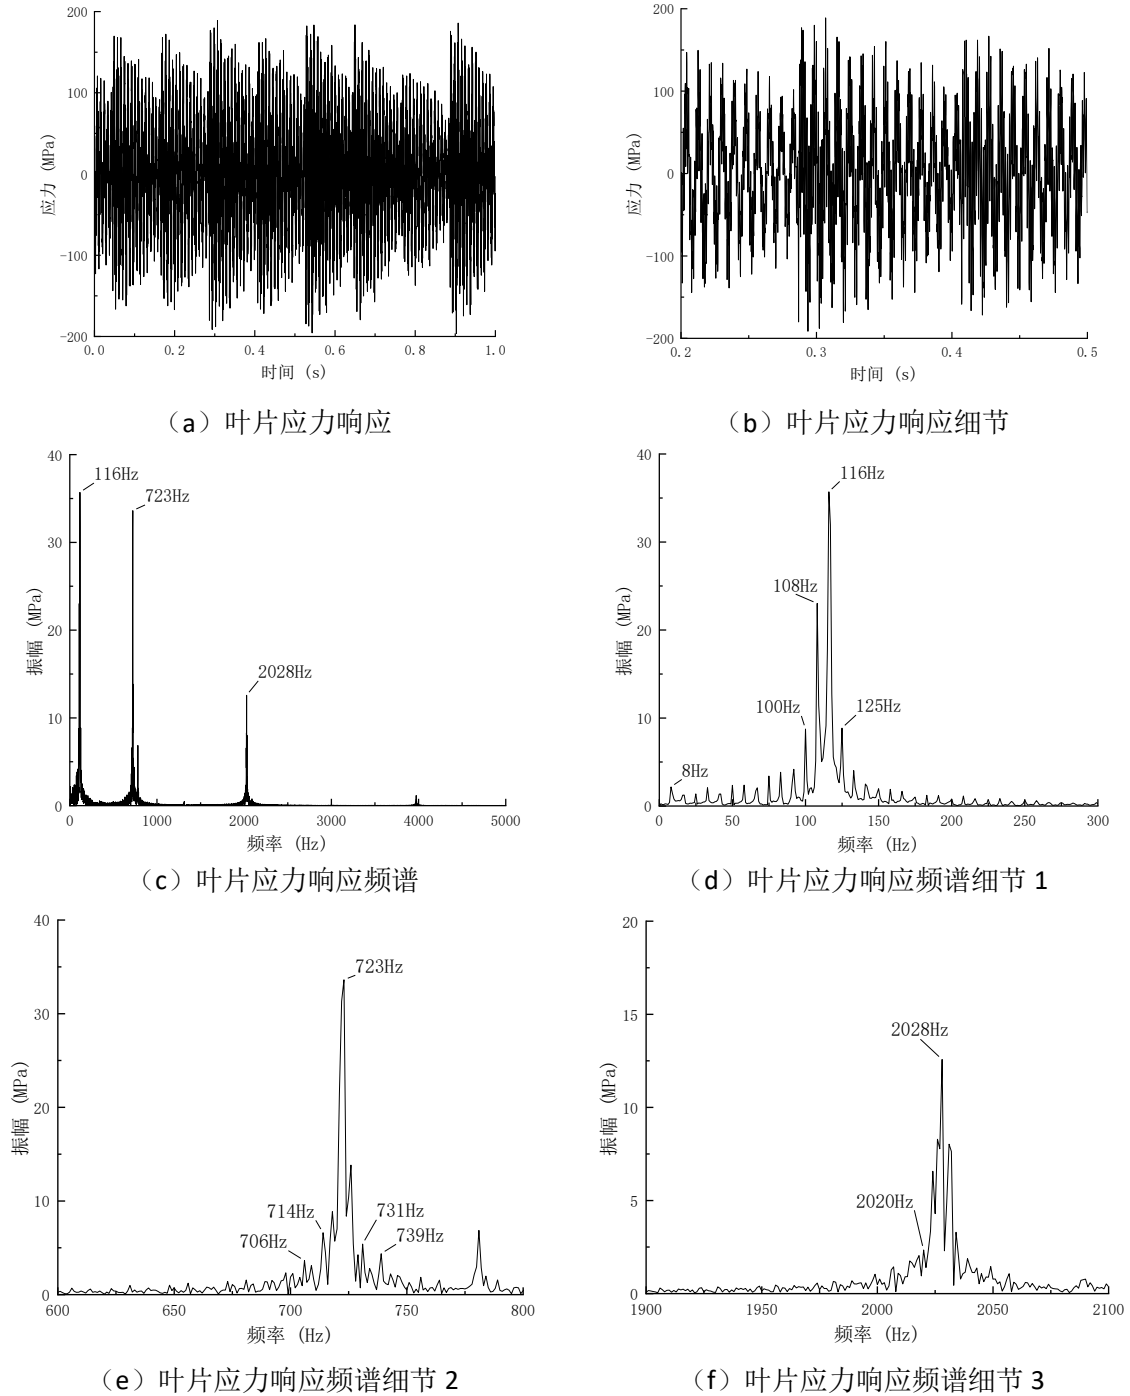 200
100
0
-100
-200
应力 (MPa)
0.0 0.2 0.4 0.6 0.8 1.0
时间 (s)
（a）叶片应力响应
200
100
0
-100
-200
应力 (MPa)
0.2 0.3 0.4 0.5
时间 (s)
（b）叶片应力响应细节
40
30
20
10
0
振幅 (MPa)
116Hz
723Hz
2028Hz
0 1000 2000 3000 4000 5000
频率 (Hz)
（c）叶片应力响应频谱
40
30
20
10
0
振幅 (MPa)
116Hz
108Hz
100Hz
125Hz
8Hz
0 50 100 150 200 250 300
频率 (Hz)
（d）叶片应力响应频谱细节 1
40
30
20
10
0
振幅 (MPa)
723Hz
714Hz
731Hz
706Hz
739Hz
600 650 700 750 800
频率 (Hz)
（e）叶片应力响应频谱细节 2
20
15
10
5
0
振幅 (MPa)
2028Hz
2020Hz
1900 1950 2000 2050 2100
频率 (Hz)
（f）叶片应力响应频谱细节 3